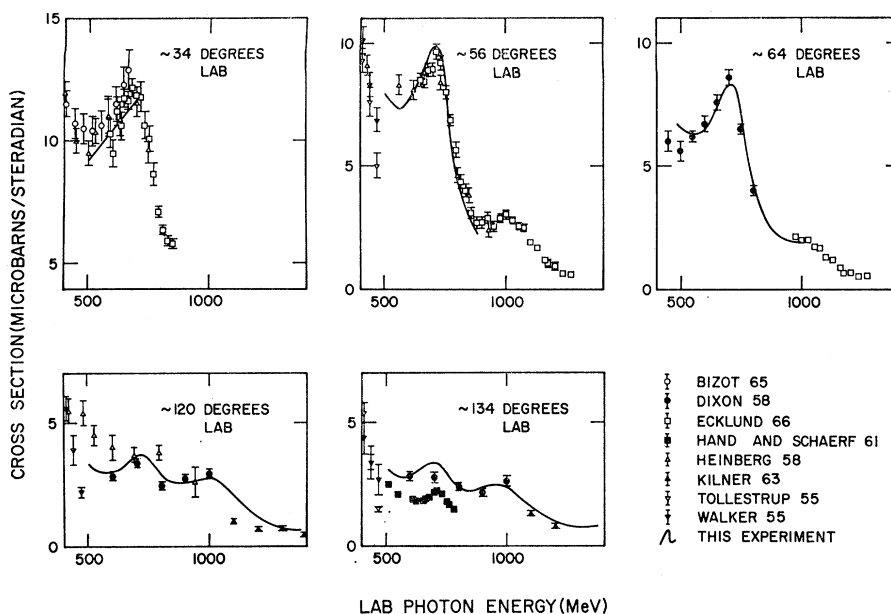 CROSS SECTION (MICROBARNS/STERADIAN)
15
10
5
500
1000
~34 DEGREES
LAB
10
5
0
500
1000
~56 DEGREES
LAB
10
5
0
500
1000
~64 DEGREES
LAB
5
0
500
1000
~120 DEGREES
LAB
5
0
500
1000
~134 DEGREES
LAB
BIZOT 65
DIXON 58
ECKLUND 66
HAND AND SCHAERF 61
HEINBERG 58
KILNER 63
TOLLESTRUP 55
WALKER 55
THIS EXPERIMENT
LAB PHOTON ENERGY (MeV)